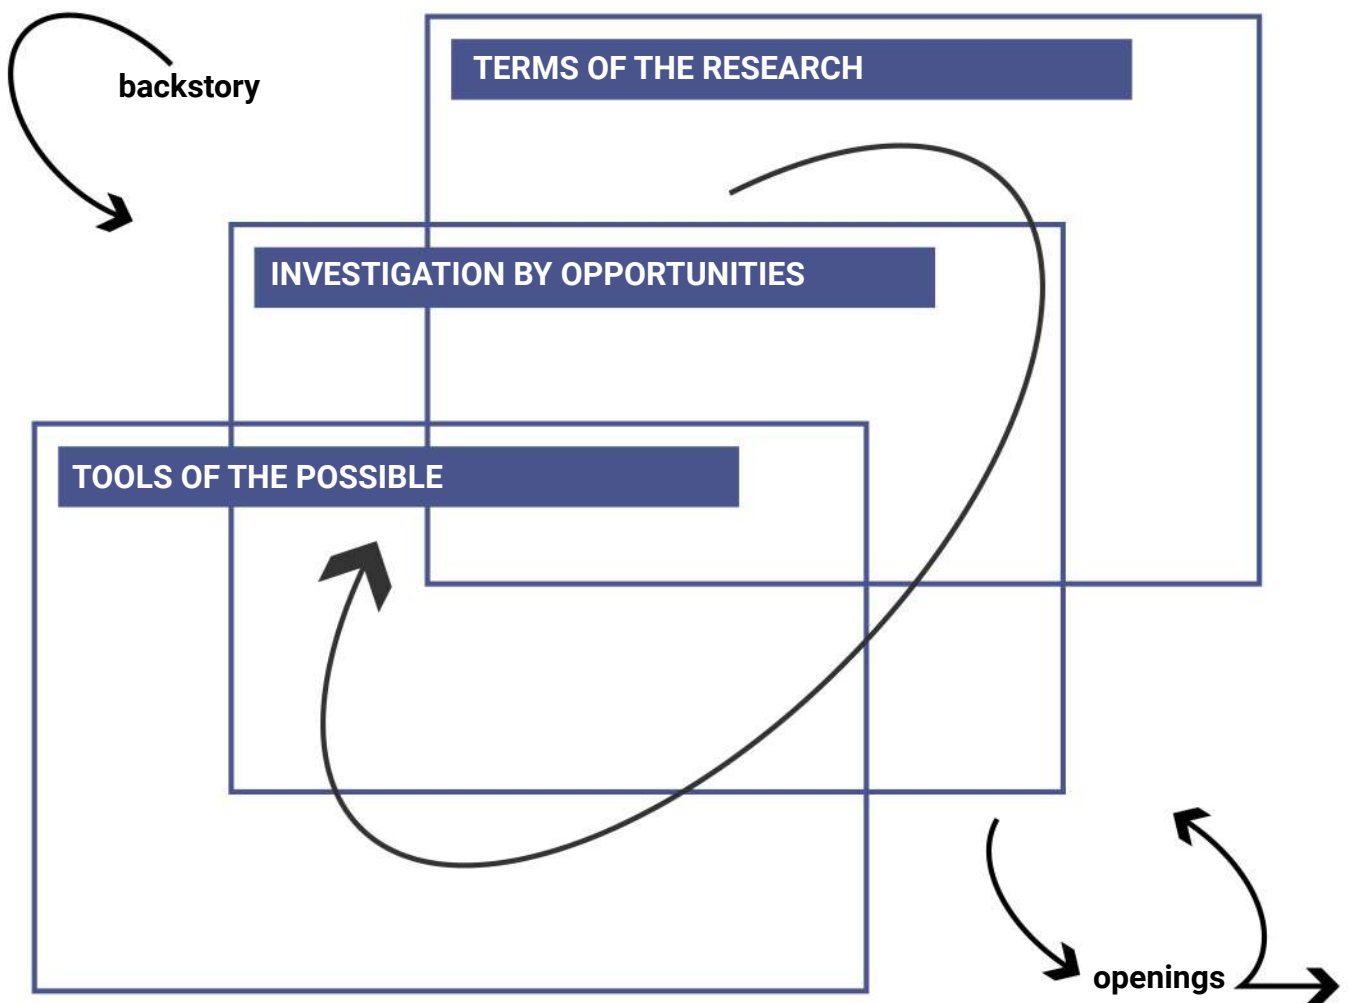 backstory
TERMS OF THE RESEARCH
INVESTIGATION BY OPPORTUNITIES
TOOLS OF THE POSSIBLE
openings